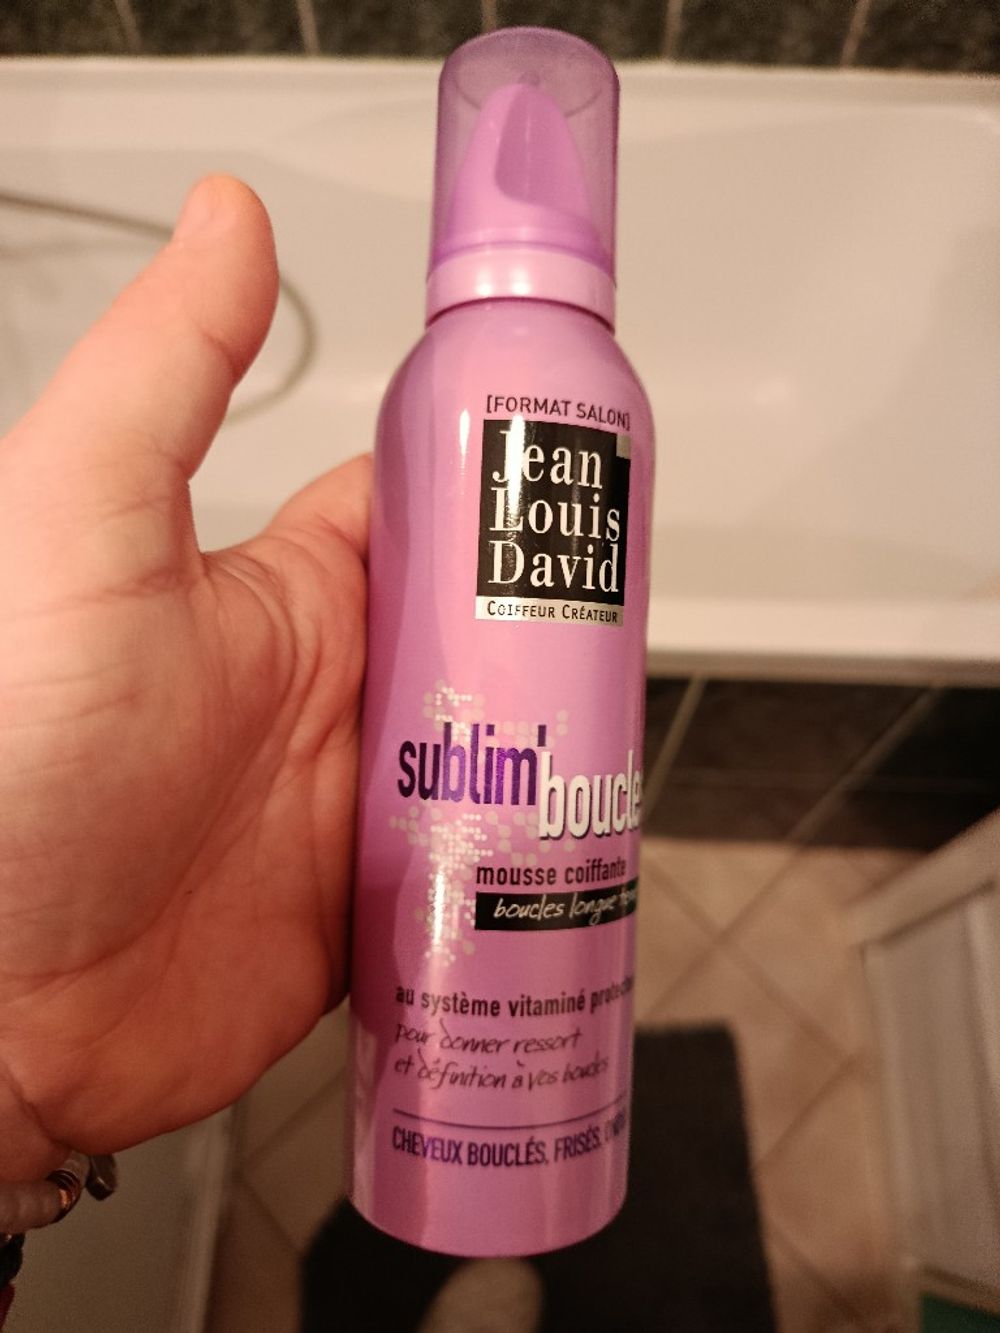 [FORMAT SALON]
Jean
Louis
David
COIFFEUR CRÉATEUR
sublim'
boucles
mousse coiffante
boucles longue
au système vitaminé
pour donner ressort
et définition à vos boucles
CHEVEUX BOUCLÉS, FRISÉS,